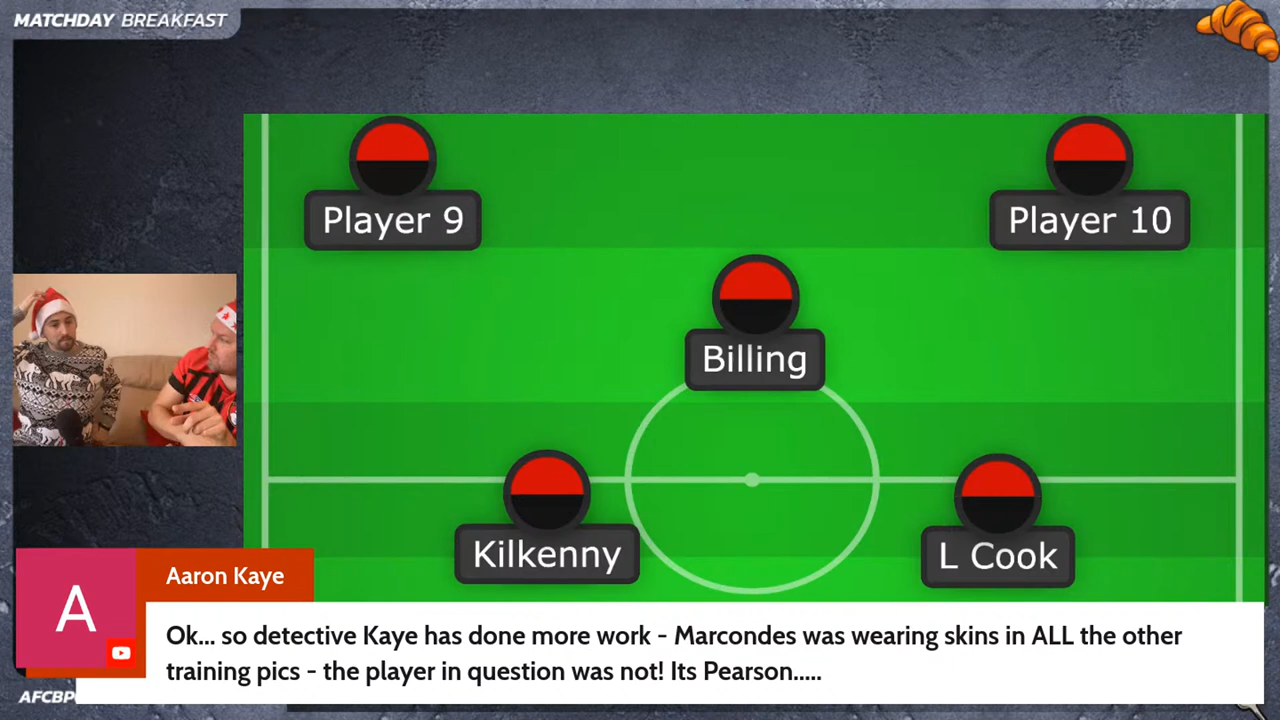 MATCHDAY BREAKFAST
Player 9
Player 10
Billing
Kilkenny
L Cook
A
Aaron Kaye
Ok... so detective Kaye has done more work - Marcondes was wearing skins in ALL the other
training pics - the player in question was not! Its Pearson.....
AFCBP